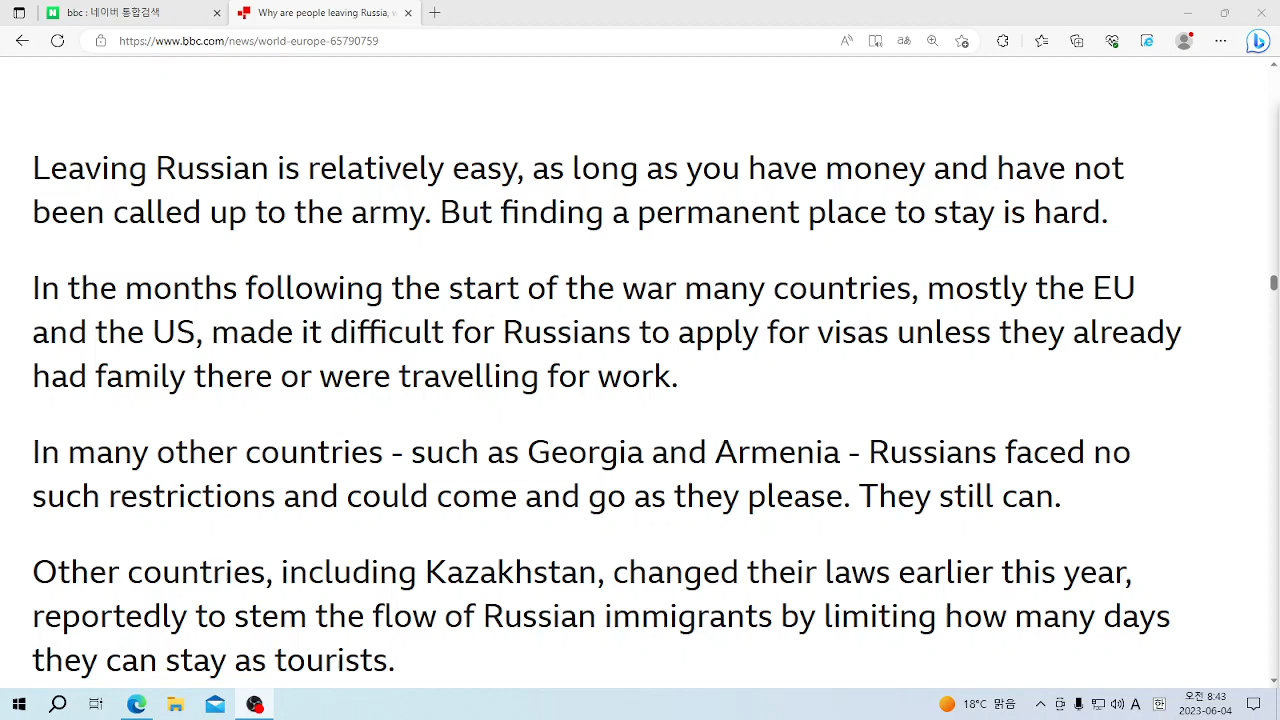 bbc : 네이버 통합검색
Why are people leaving Russia, w
https://www.bbc.com/news/world-europe-65790759
Leaving Russian is relatively easy, as long as you have money and have not
been called up to the army. But finding a permanent place to stay is hard.
In the months following the start of the war many countries, mostly the EU
and the US, made it difficult for Russians to apply for visas unless they already
had family there or were travelling for work.
In many other countries - such as Georgia and Armenia - Russians faced no
such restrictions and could come and go as they please. They still can.
Other countries, including Kazakhstan, changed their laws earlier this year,
reportedly to stem the flow of Russian immigrants by limiting how many days
they can stay as tourists.
18°C 맑음
A
오전 8:43
2023-06-04